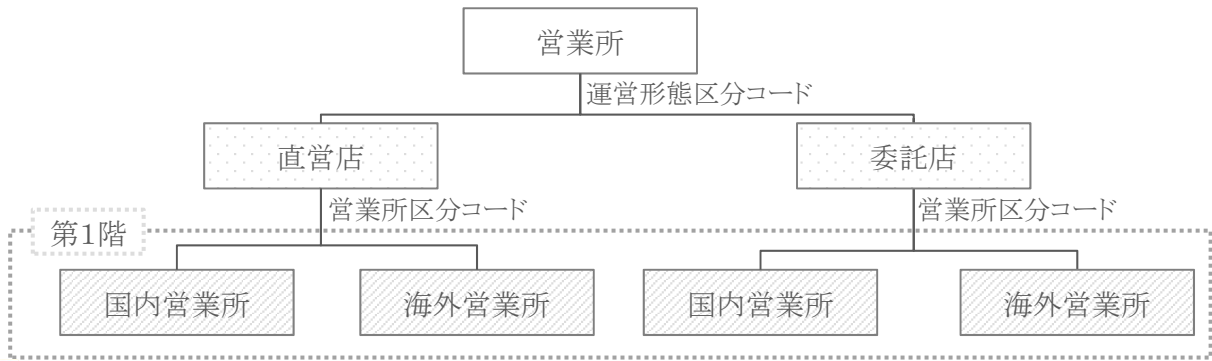 営業所
運営形態区分コード
直営店
委託店
営業所区分コード
営業所区分コード
第1階
国内営業所
海外営業所
国内営業所
海外営業所